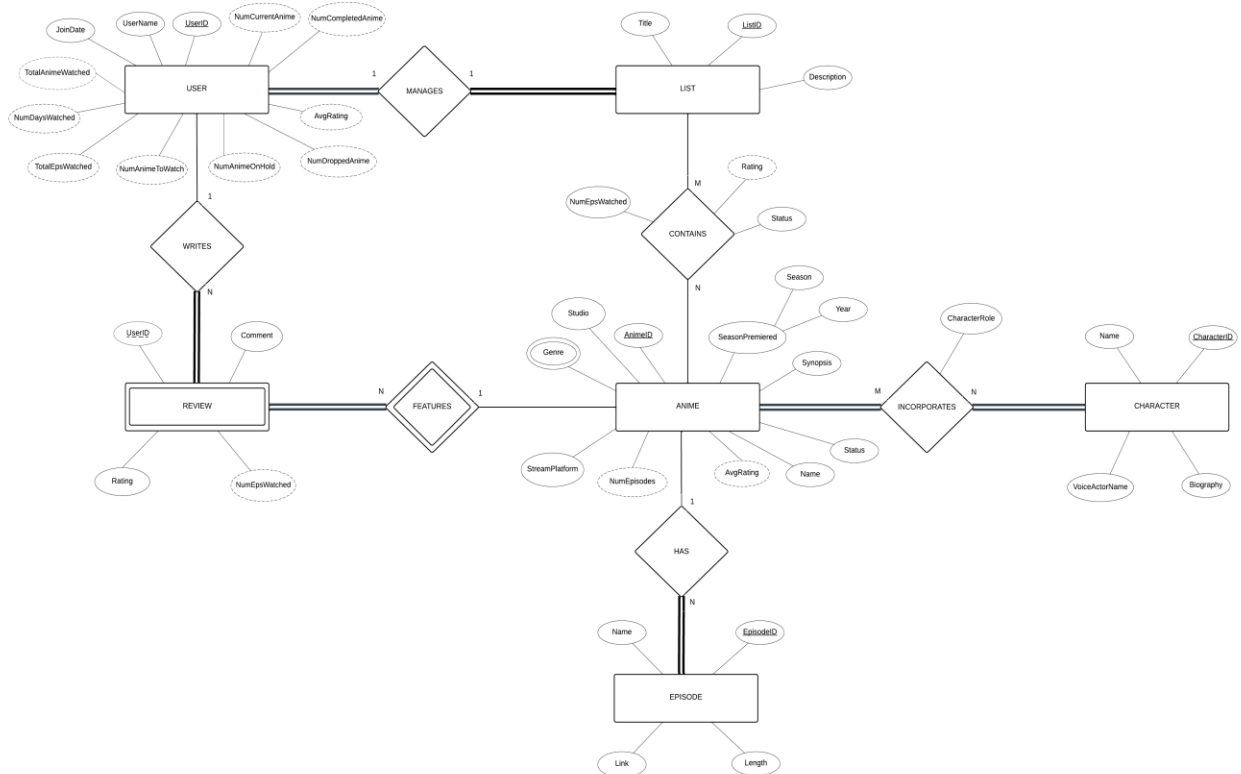 NumCurrentAnime
NumCompletedAnime
UserName
UserID
JoinDate
Title
ListID
TotalAnimeWatched
1
1
USER
MANAGES
LIST
Description
NumDaysWatched
AvgRating
TotalEpsWatched
NumAnimeToWatch
NumAnimeOnHold
NumDroppedAnime
Rating
M
NumEpsWatched
1
Status
CONTAINS
WRITES
Season
N
N
Year
Studio
CharacterRole
UserID
Comment
AnimeID
SeasonPremiered
Name
CharacterID
Genre
Synopsis
N
1
M
N
REVIEW
FEATURES
ANIME
INCORPORATES
CHARACTER
Status
StreamPlatform
AvgRating
Name
Rating
NumEpsWatched
NumEpisodes
VoiceActorName
Biography
1
HAS
N
Name
EpisodeID
EPISODE
Link
Length